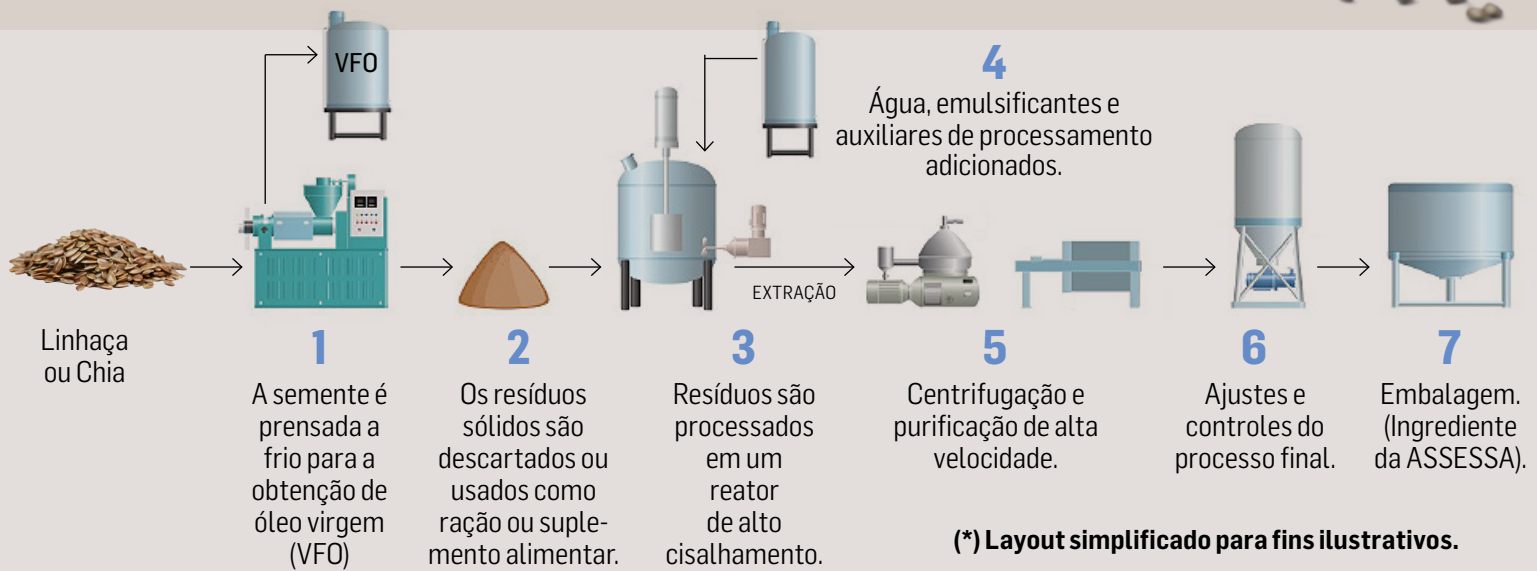 VFO
4
Água, emulsificantes e
auxiliares de processamento
adicionados.
EXTRAÇÃO
Linhaça
ou Chia
1
A semente é
prensada a
frio para a
obtenção de
óleo virgem
(VFO)
2
Os resíduos
sólidos são
descartados ou
usados como
ração ou suple-
mento alimentar.
3
Resíduos são
processados
em um
reator
de alto
cisalhamento.
5
Centrifugação e
purificação de alta
velocidade.
6
Ajustes e
controles do
processo final.
7
Embalagem.
(Ingrediente
da ASSESSA).
(*) Layout simplificado para fins ilustrativos.